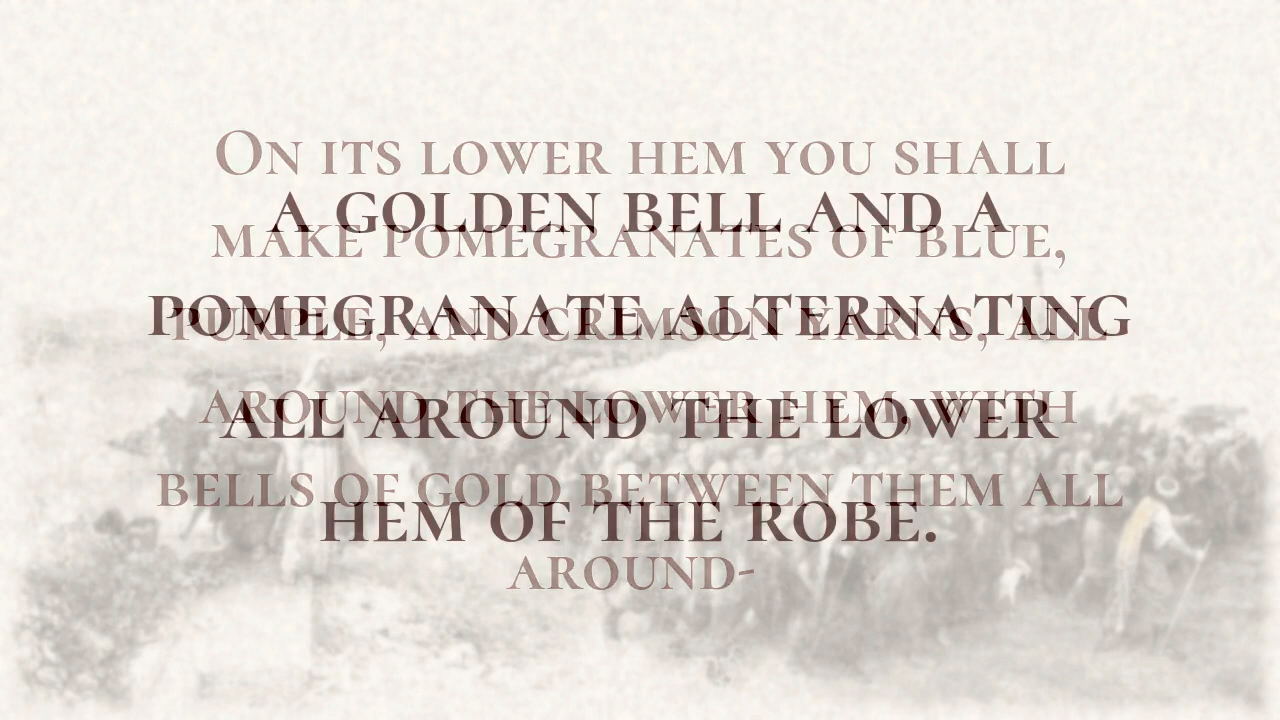 On its lower hem you shall
make pomegranates of blue,
purple, and crimson yarns, all
around the lower hem, with
bells of gold between them all
around-
a golden bell and a
pomegranate alternating
all around the lower
hem of the robe.